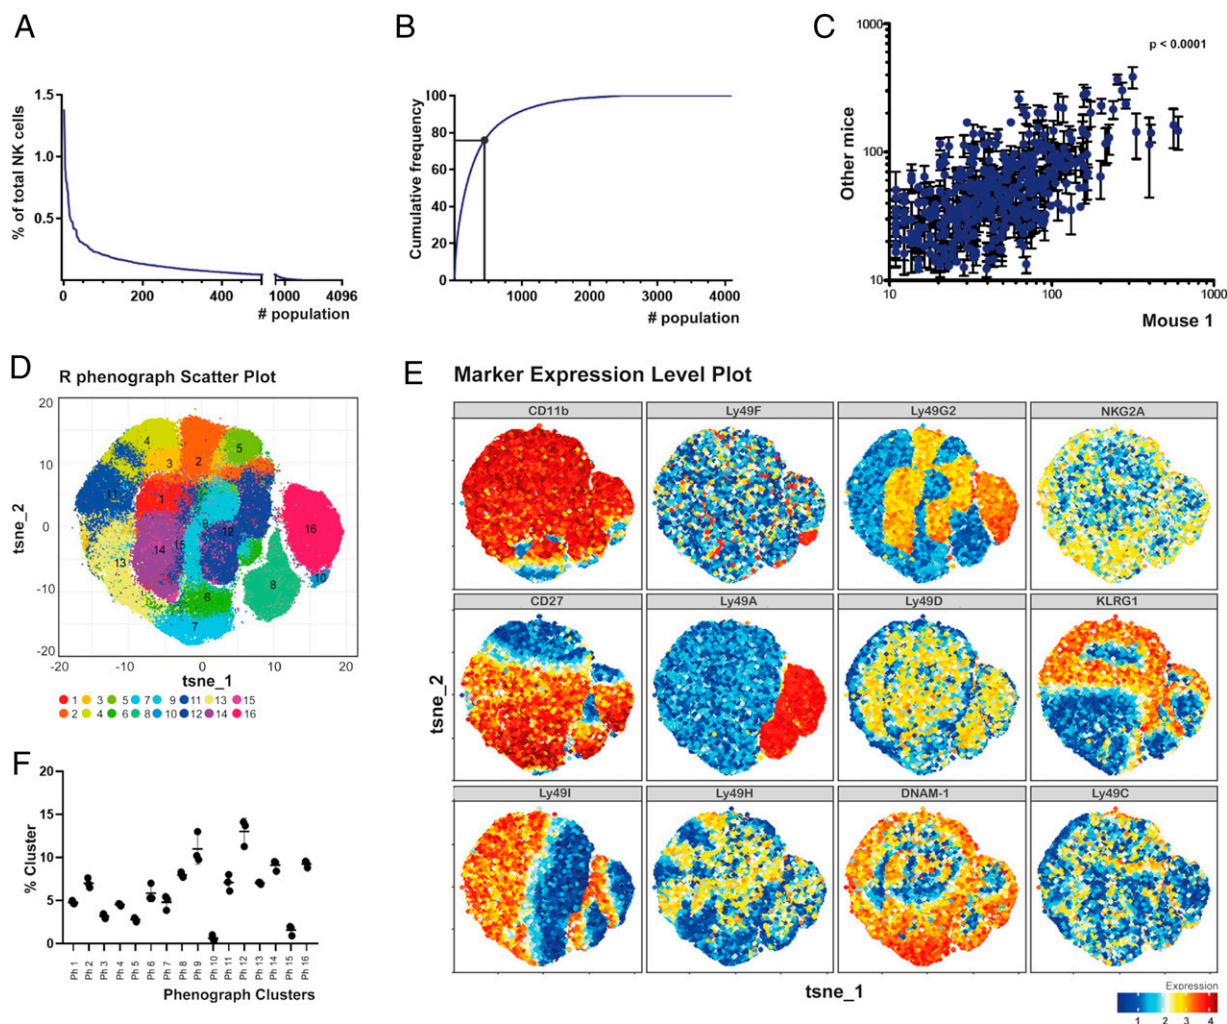 A
1.5
1.0
0.5
% of total NK cells
0
200
400
1000
4096
# population
B
100
80
60
40
20
0
Cumulative frequency
1000
2000
3000
4000
# population
C
1000
100
10
Other mice
p < 0.0001
10
100
1000
Mouse 1
D
R phenograph Scatter Plot
20
10
0
-10
-20
tsne_2
4
5
3
2
11
1
9
12
16
15
14
13
10
8
6
7
-20
-10
0
10
20
tsne_1
1 3 5 7 9 11 13 15
2 4 6 8 10 12 14 16
E
Marker Expression Level Plot
CD11b
Ly49F
Ly49G2
NKG2A
CD27
Ly49A
Ly49D
KLRG1
Ly49I
Ly49H
DNAM-1
Ly49C
tsne_2
tsne_1
Expression
1 2 3 4
F
20
15
10
5
0
% Cluster
Ph 1
Ph 2
Ph 3
Ph 4
Ph 5
Ph 6
Ph 7
Ph 8
Ph 9
Ph 10
Ph 11
Ph 12
Ph 13
Ph 14
Ph 15
Ph 16
Phenograph Clusters